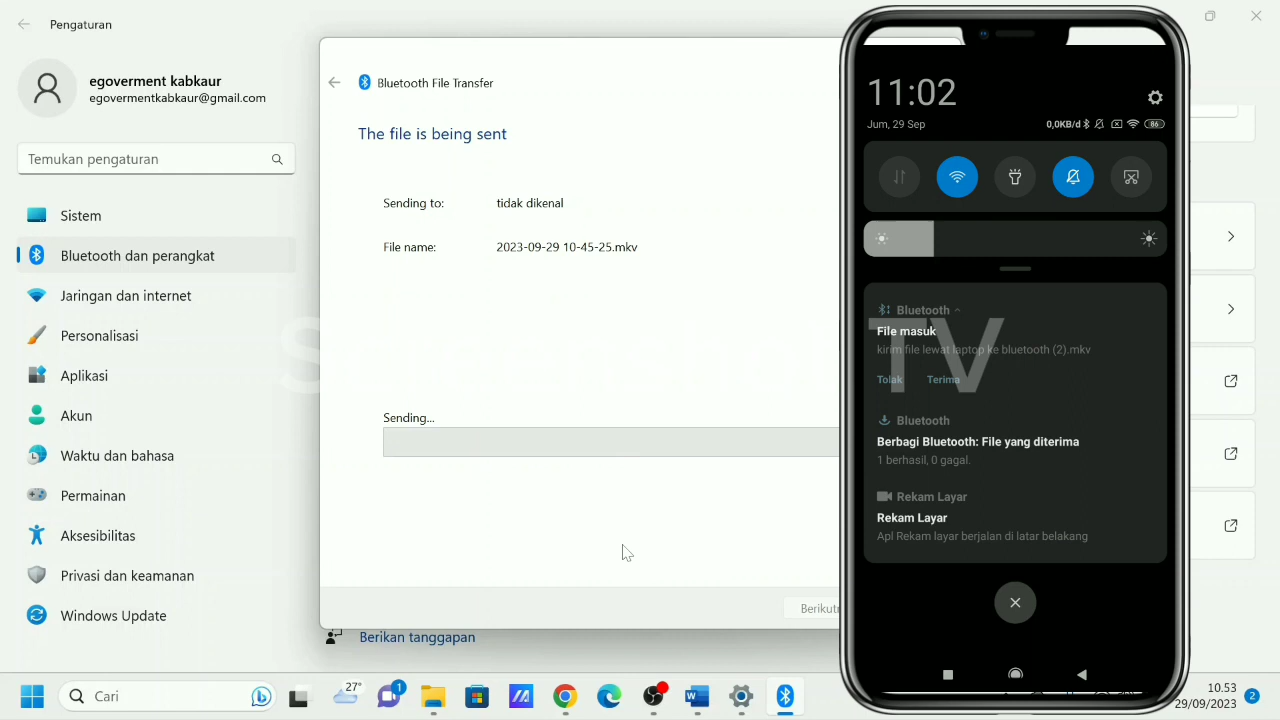 Pengaturan
egoverment kabkaur
egovermentkabkaur@gmail.com
Temukan pengaturan
Sistem
Bluetooth dan perangkat
Jaringan dan internet
Personalisasi
Aplikasi
Akun
Waktu dan bahasa
Permainan
Aksesibilitas
Privasi dan keamanan
Windows Update
Bluetooth File Transfer
The file is being sent
Sending to: tidak dikenal
File name: 2023-09-29 10-45-25.mkv
Sending...
Berikan tanggapan
11:02
Jum, 29 Sep
0,0KB/d
86
Bluetooth
File masuk
kirim file lewat laptop ke bluetooth (2).mkv
Tolak Terima
Bluetooth
Berbagi Bluetooth: File yang diterima
1 berhasil, 0 gagal.
Rekam Layar
Rekam Layar
Apl Rekam layar berjalan di latar belakang
TV
Cari
27°
1
10.53
29/09/2023
2